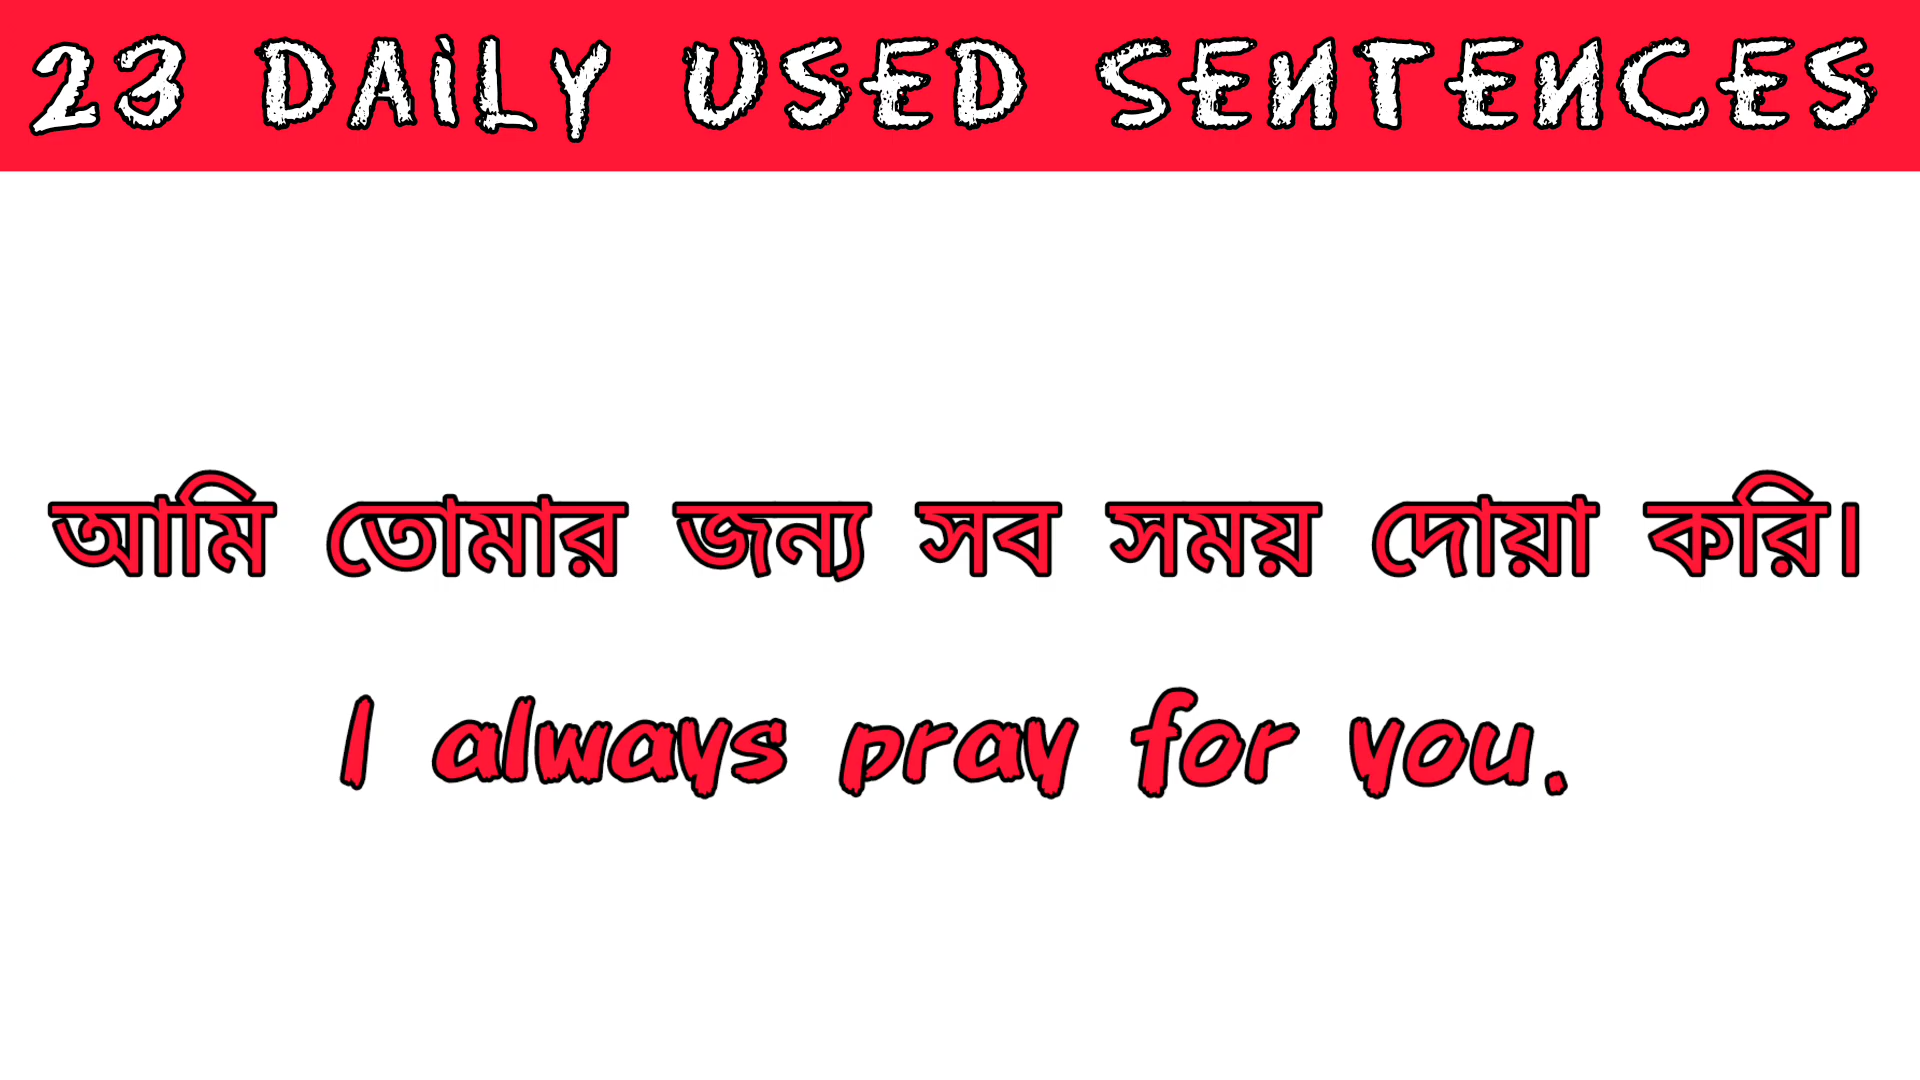 23 DAILY USED SENTENCES
আমি তোমার জন্য সব সময় দোয়া করি।
I always pray for you.